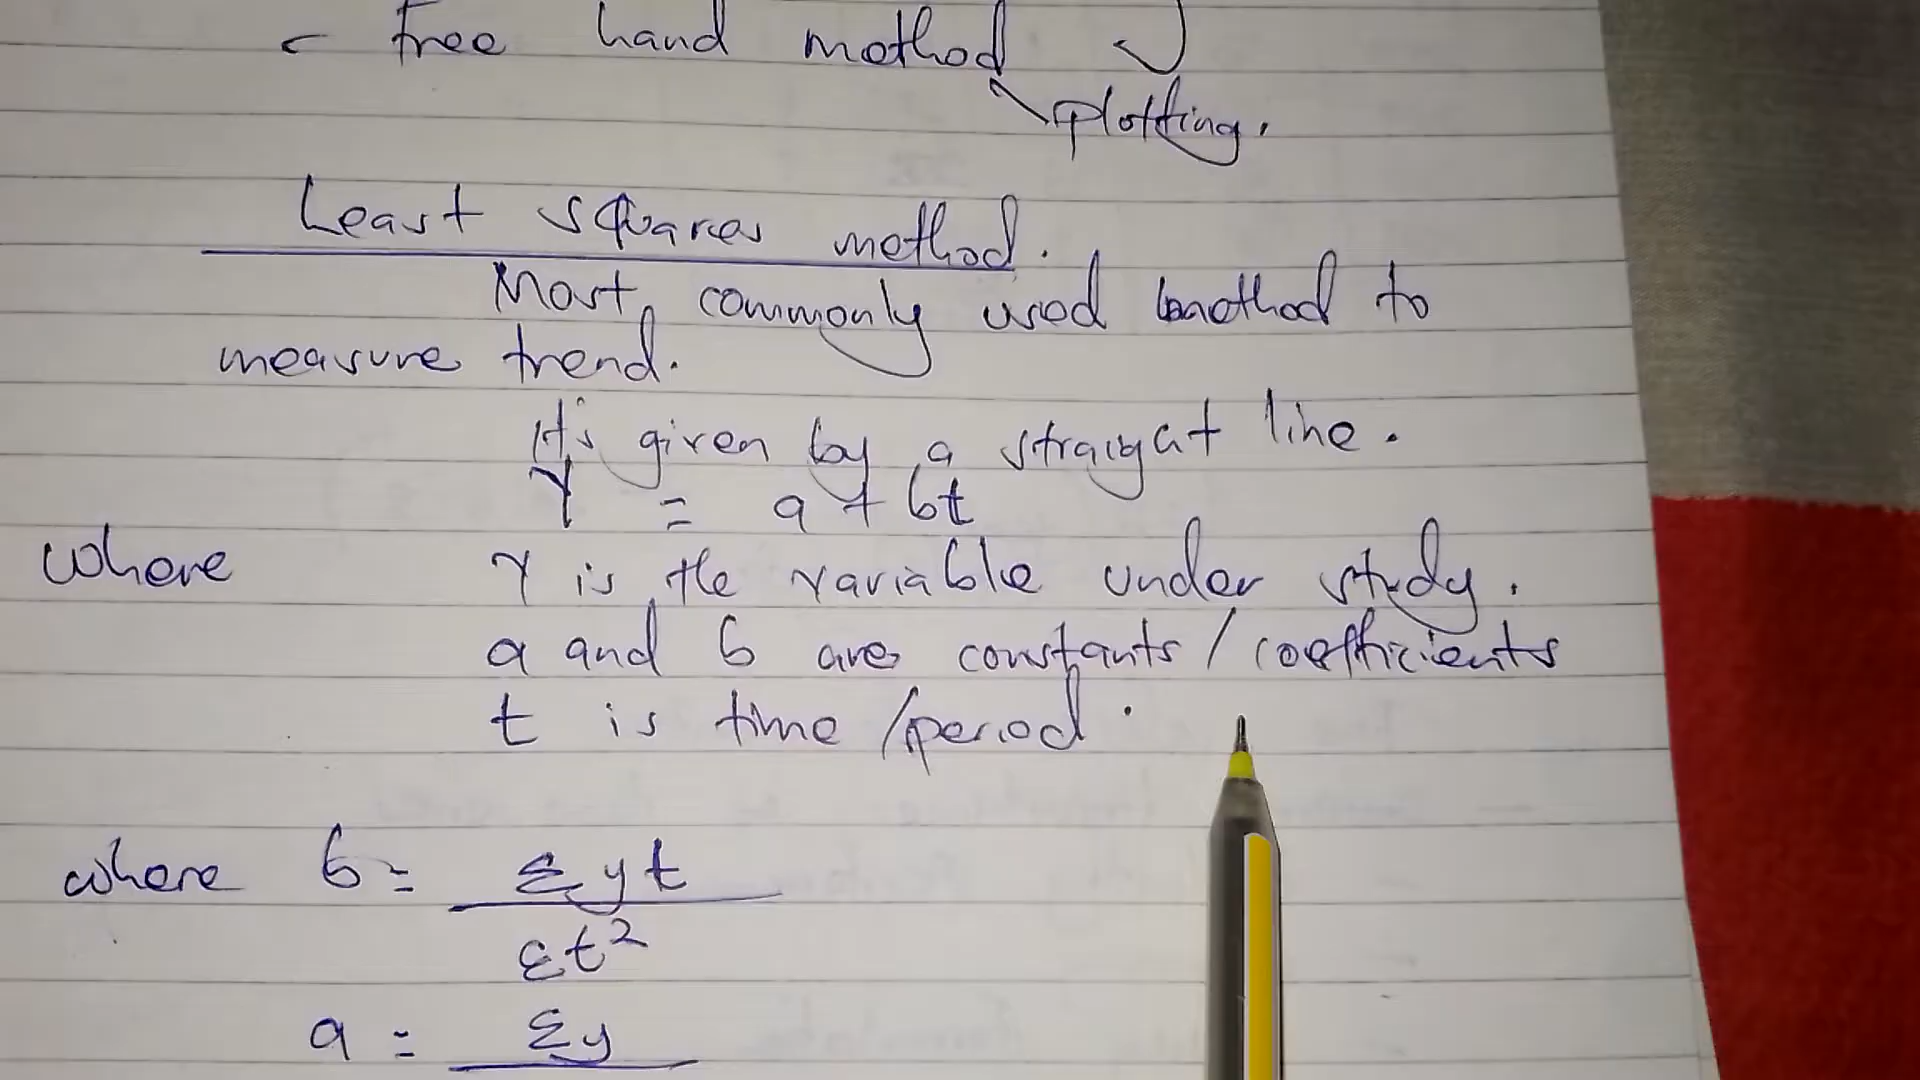 - Free hand method
plotting.
Least squares method.
Most commonly used method to
measure trend.
It's given by a straight line.
Y = a + bt
where Y is the variable under study.
a and b are constants / coefficients
t is time / period.
where b = Σyt
Σt²
a = Σy